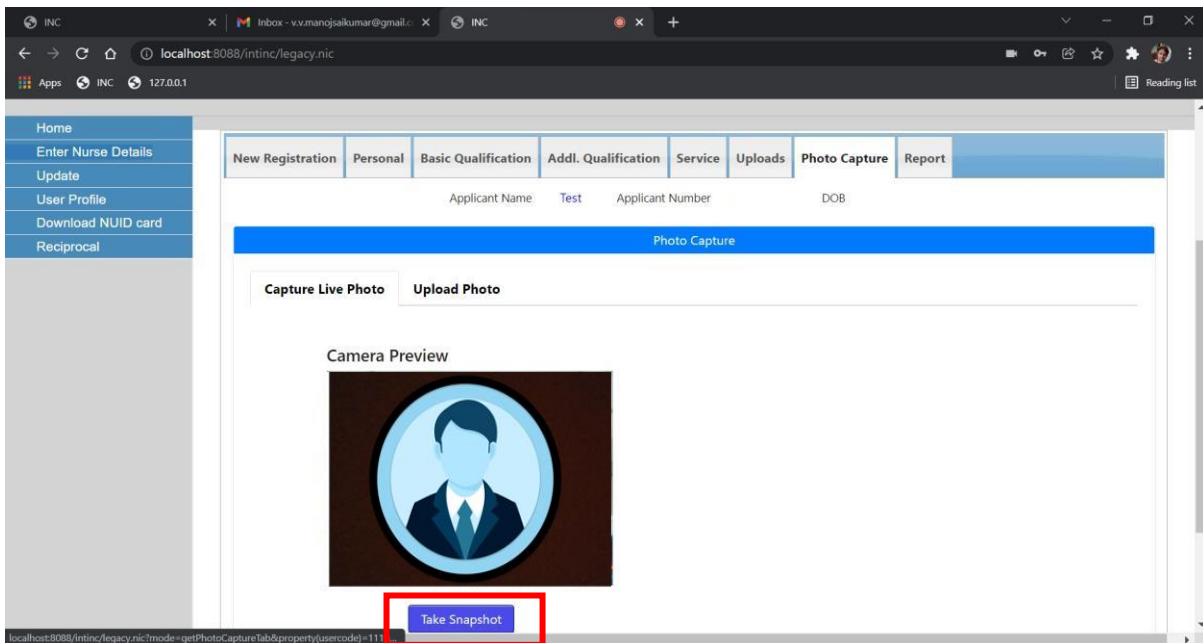 INC
Inbox - v.v.manojsaikumar@gmail.c
INC
localhost:8088/intinc/legacy.nic
Apps INC 127.0.0.1 Reading list
Home
Enter Nurse Details
Update
User Profile
Download NUID card
Reciprocal
New Registration Personal Basic Qualification Addl. Qualification Service Uploads Photo Capture Report
Applicant Name Test Applicant Number DOB
Photo Capture
Capture Live Photo Upload Photo
Camera Preview
Take Snapshot
localhost:8088/intinc/legacy.nic?mode=getPhotoCaptureTab&property(usercode)=111...